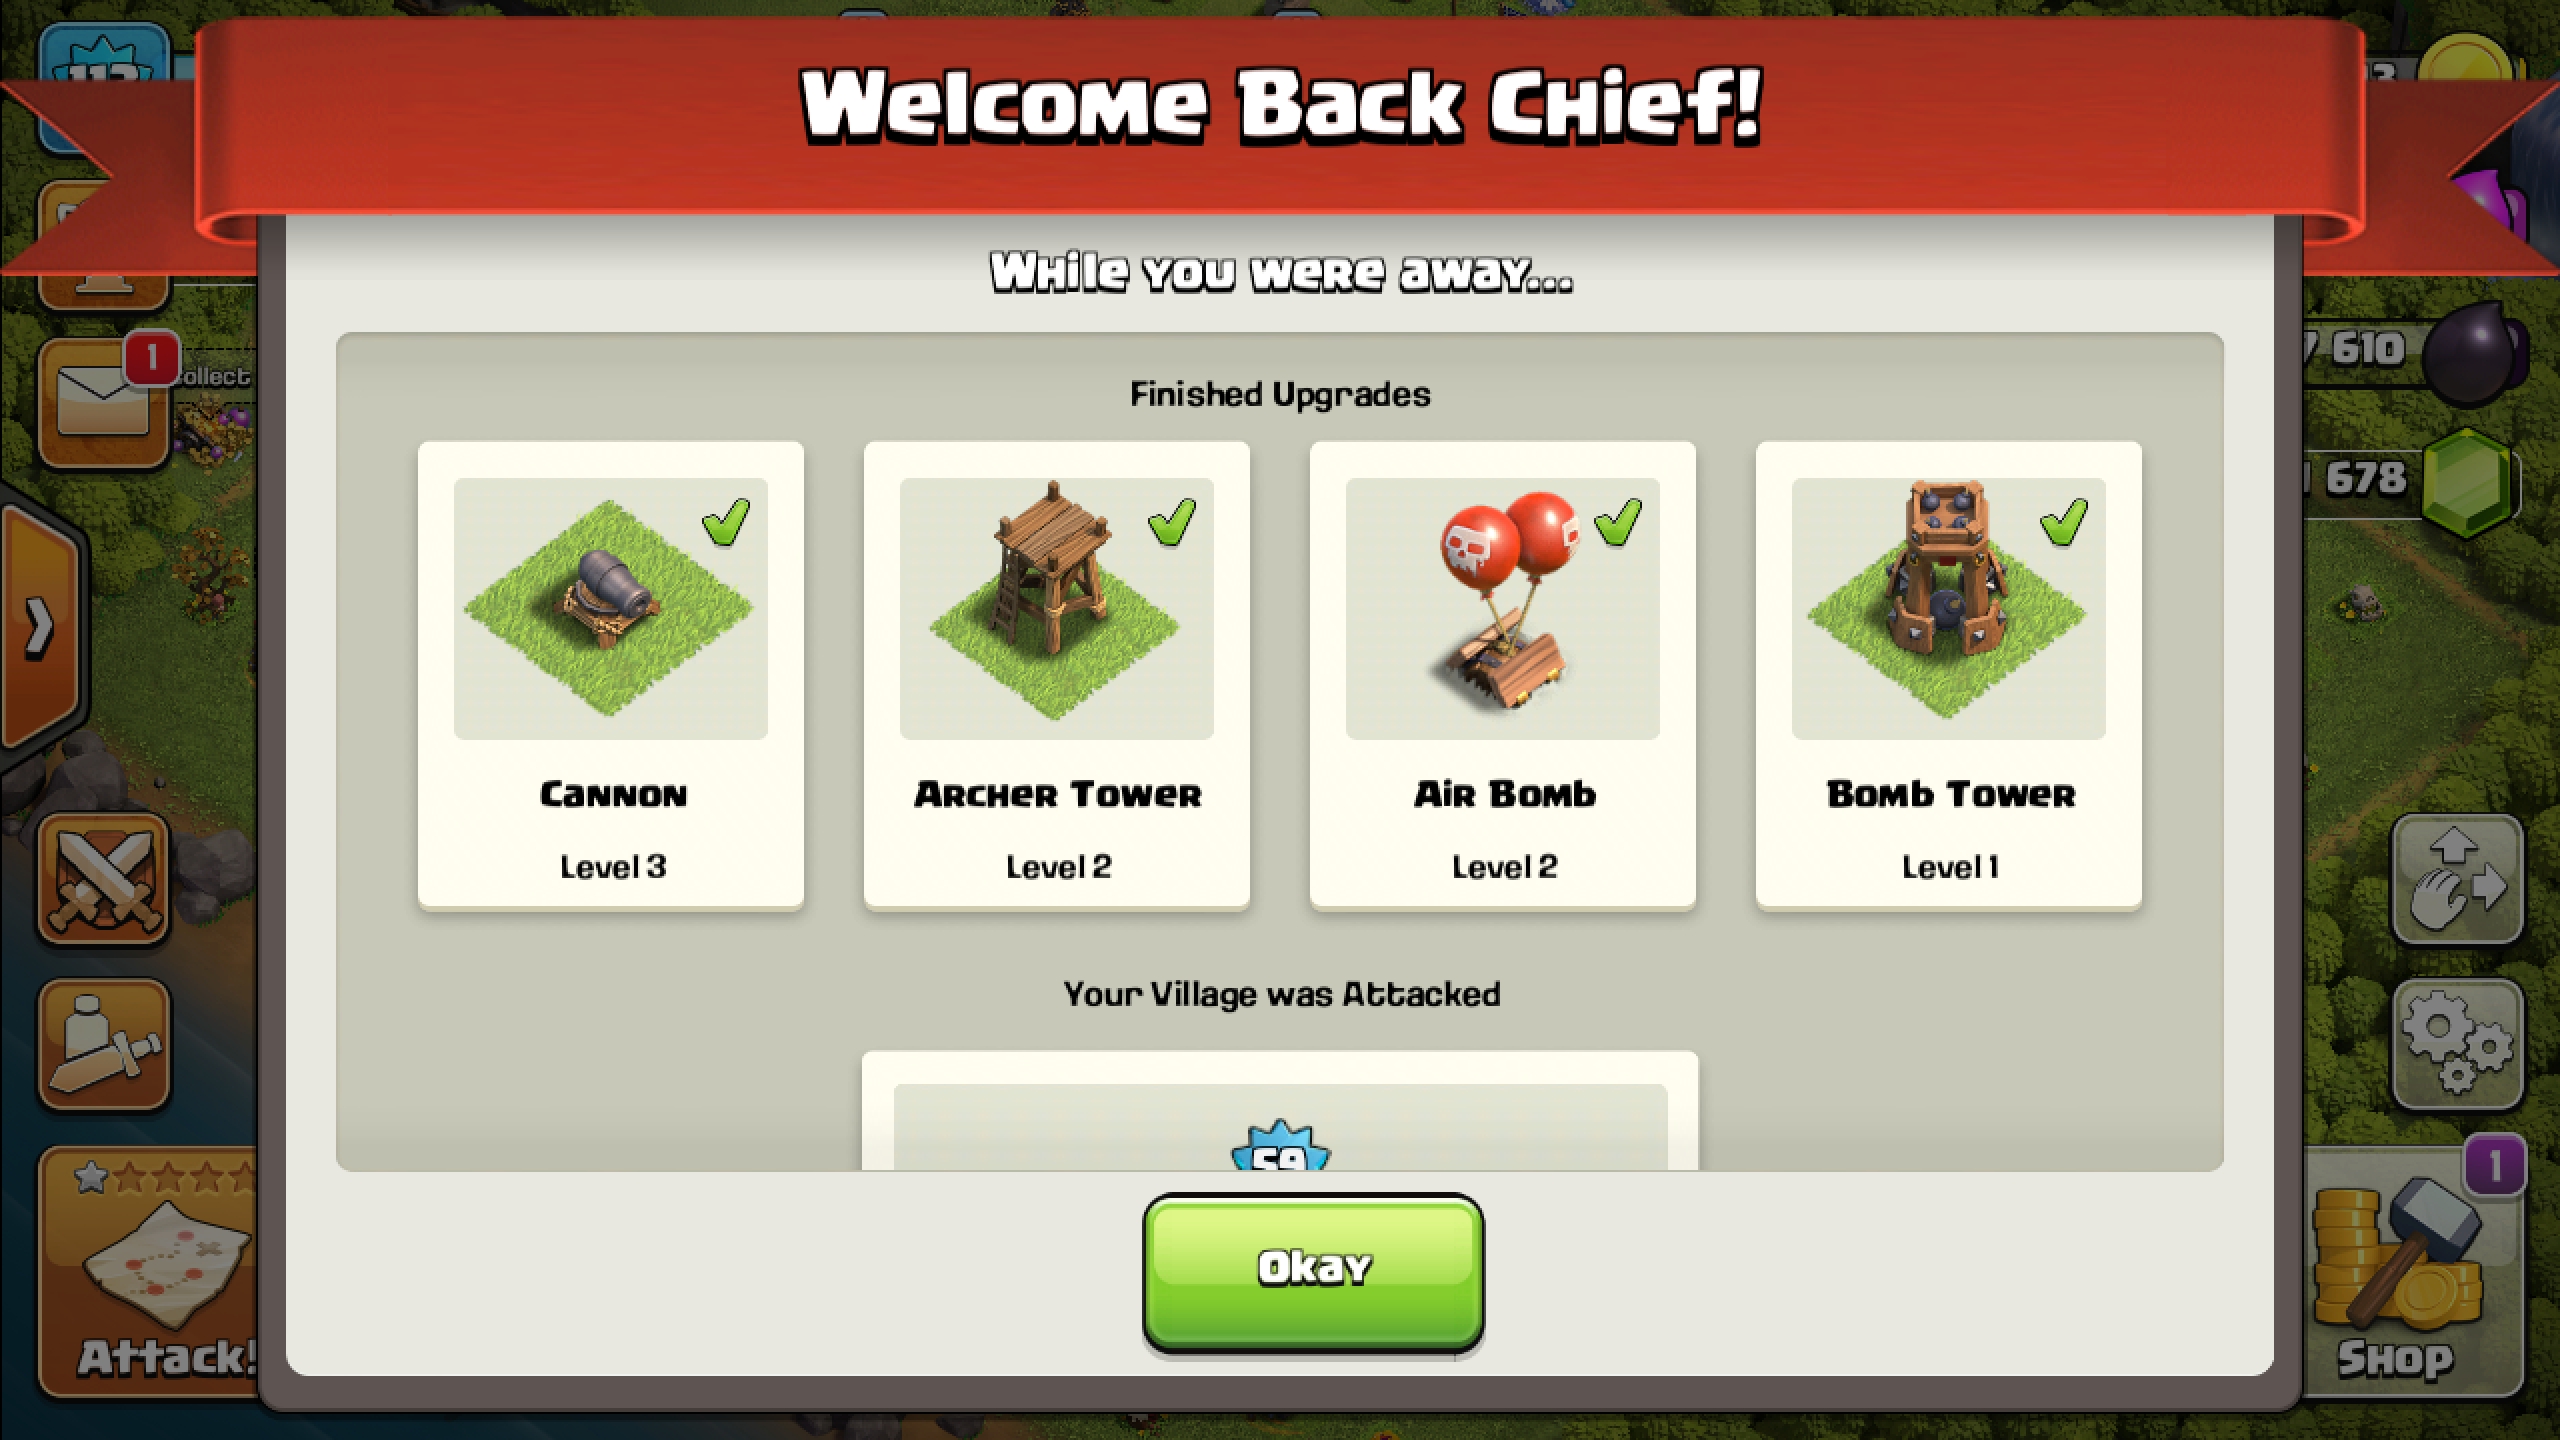 Welcome Back Chief!
While you were away...
Finished Upgrades
Cannon
Level 3
Archer Tower
Level 2
Air Bomb
Level 2
Bomb Tower
Level 1
Your Village was Attacked
59
Okay
1
610
678
1
Attack!
Shop